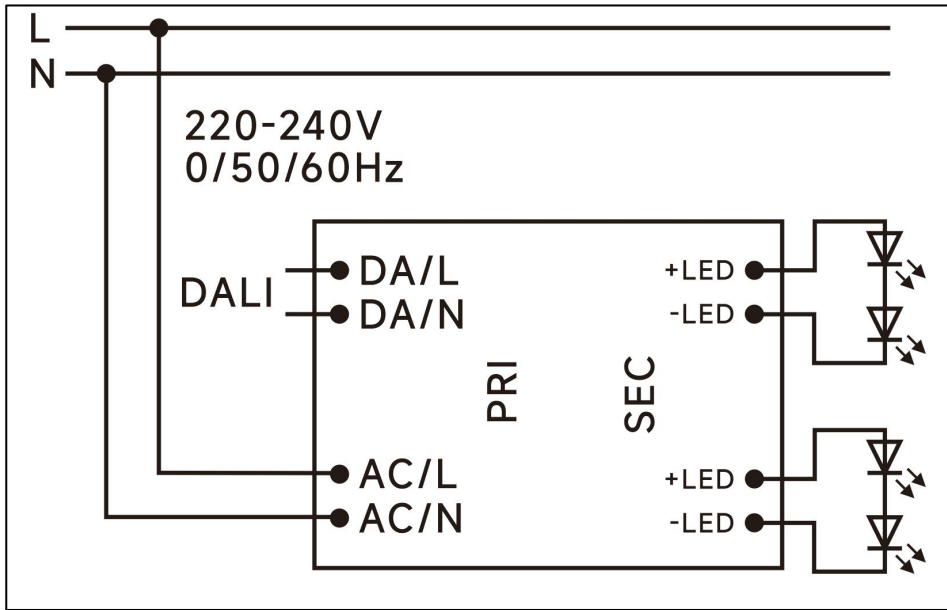 L
N
220-240V
0/50/60Hz
DALI
DA/L
DA/N
PRI
SEC
+LED
-LED
AC/L
AC/N
+LED
-LED